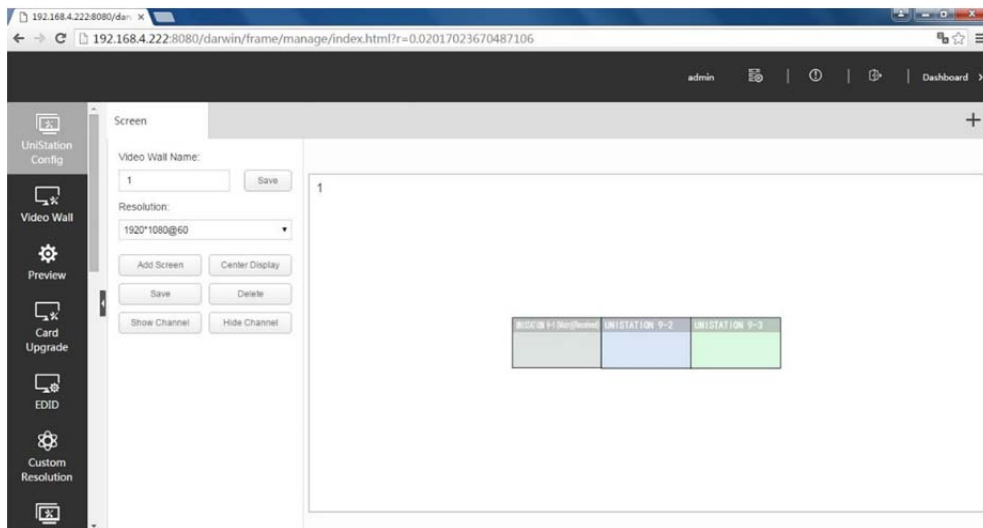 192.168.4.222:8080/dar
192.168.4.222:8080/darwin/frame/manage/index.html?r=0.02017023670487106
admin
Dashboard
UniStation
Config
Video Wall
Preview
Card
Upgrade
EDID
Custom
Resolution
Screen
Video Wall Name:
1
Save
Resolution:
1920*1080@60
Add Screen
Center Display
Save
Delete
Show Channel
Hide Channel
1
UNISTATION 9-1
UNISTATION 9-2
UNISTATION 9-3